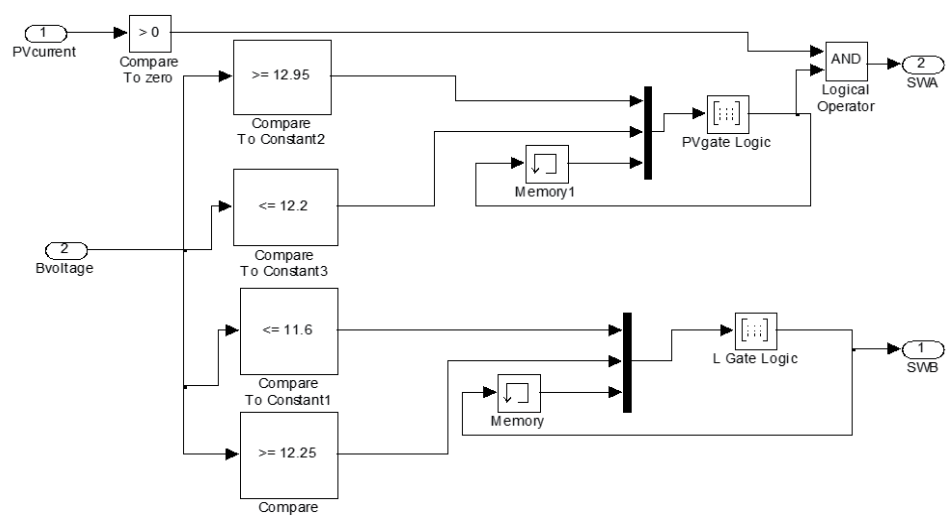 1
PVcurrent
> 0
Compare
To zero
>= 12.95
Compare
To Constant2
AND
Logical
Operator
2
SWA
PVgate Logic
Memory1
<= 12.2
Compare
To Constant3
2
Bvoltage
<= 11.6
Compare
To Constant1
L Gate Logic
1
SWB
Memory
>= 12.25
Compare